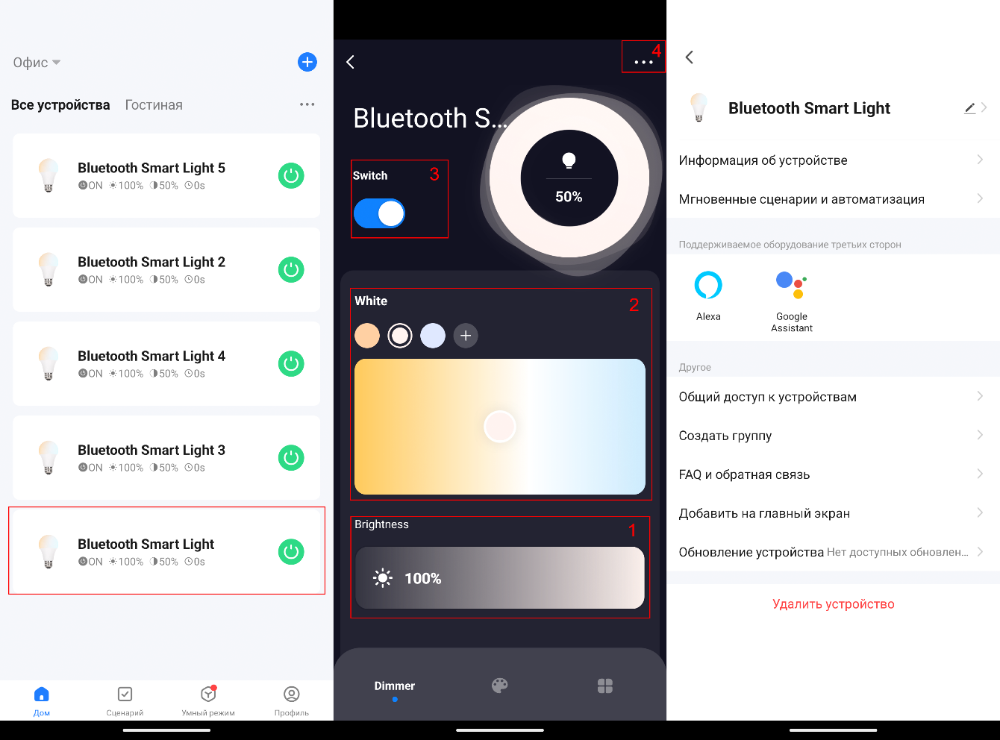 Офис
Все устройства Гостиная
Bluetooth Smart Light 5
ON 100% 50% 0s
Bluetooth Smart Light 2
ON 100% 50% 0s
Bluetooth Smart Light 4
ON 100% 50% 0s
Bluetooth Smart Light 3
ON 100% 50% 0s
Bluetooth Smart Light
ON 100% 50% 0s
Дом Сценарий Умный режим Профиль
4
Bluetooth S...
Switch 3
50%
White 2
Brightness 1
100%
Dimmer
Bluetooth Smart Light
Информация об устройстве
Мгновенные сценарии и автоматизация
Поддерживаемое оборудование третьих сторон
Alexa
Google
Assistant
Другое
Общий доступ к устройствам
Создать группу
FAQ и обратная связь
Добавить на главный экран
Обновление устройства Нет доступных обновлен...
Удалить устройство